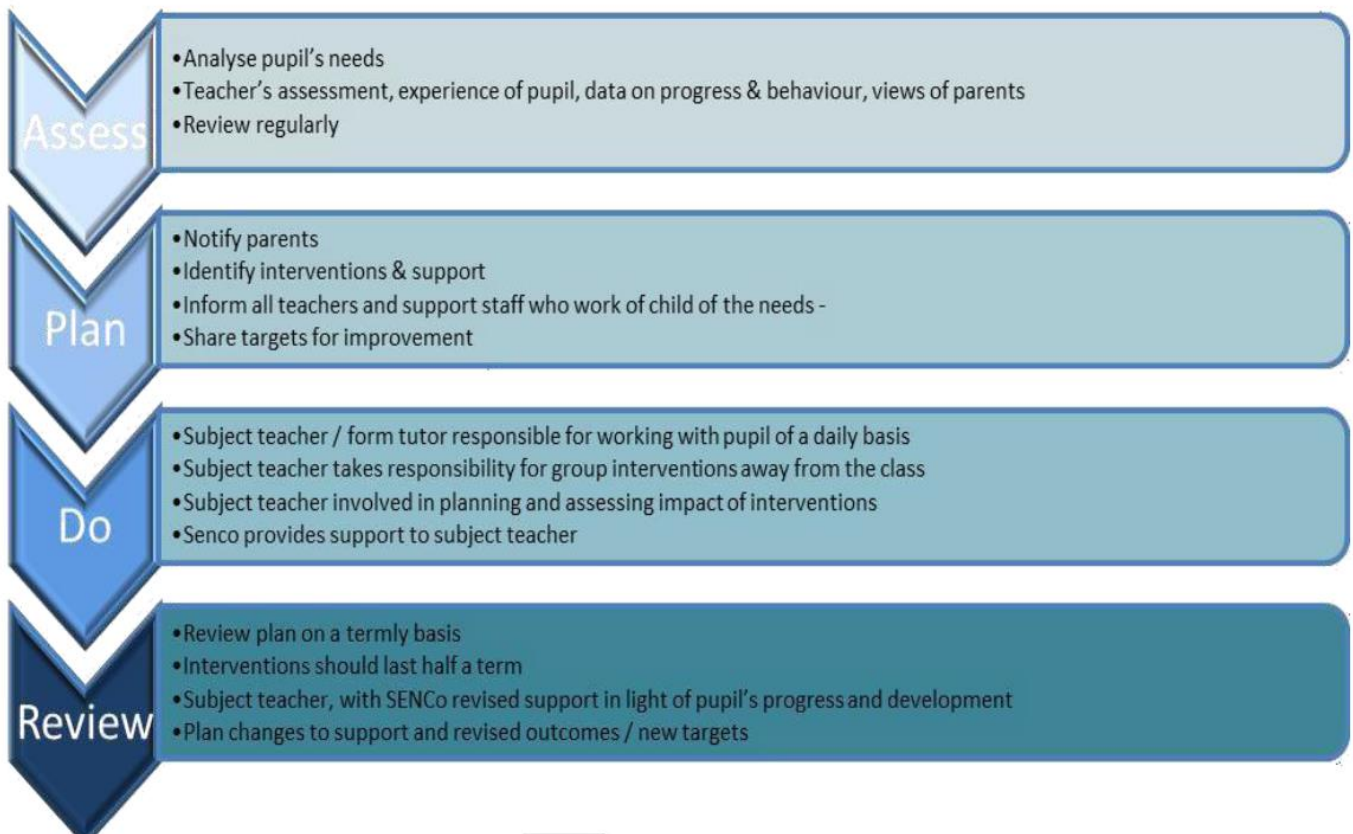 Assess
•Analyse pupil's needs
•Teacher's assessment, experience of pupil, data on progress & behaviour, views of parents
•Review regularly
Plan
•Notify parents
•Identify interventions & support
•Inform all teachers and support staff who work of child of the needs -
•Share targets for improvement
Do
•Subject teacher / form tutor responsible for working with pupil of a daily basis
•Subject teacher takes responsibility for group interventions away from the class
•Subject teacher involved in planning and assessing impact of interventions
•Senco provides support to subject teacher
Review
•Review plan on a termly basis
•Interventions should last half a term
•Subject teacher, with SENCo revised support in light of pupil's progress and development
•Plan changes to support and revised outcomes / new targets